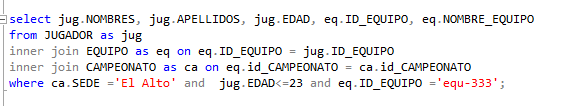 select jug.NOMBRES, jug.APELLIDOS, jug.EDAD, eq.ID_EQUIPO, eq.NOMBRE_EQUIPO
from JUGADOR as jug
inner join EQUIPO as eq on eq.ID_EQUIPO = jug.ID_EQUIPO
inner join CAMPEONATO as ca on eq.id_CAMPEONATO = ca.id_CAMPEONATO
where ca.SEDE ='El Alto' and  jug.EDAD<=23 and eq.ID_EQUIPO ='equ-333';